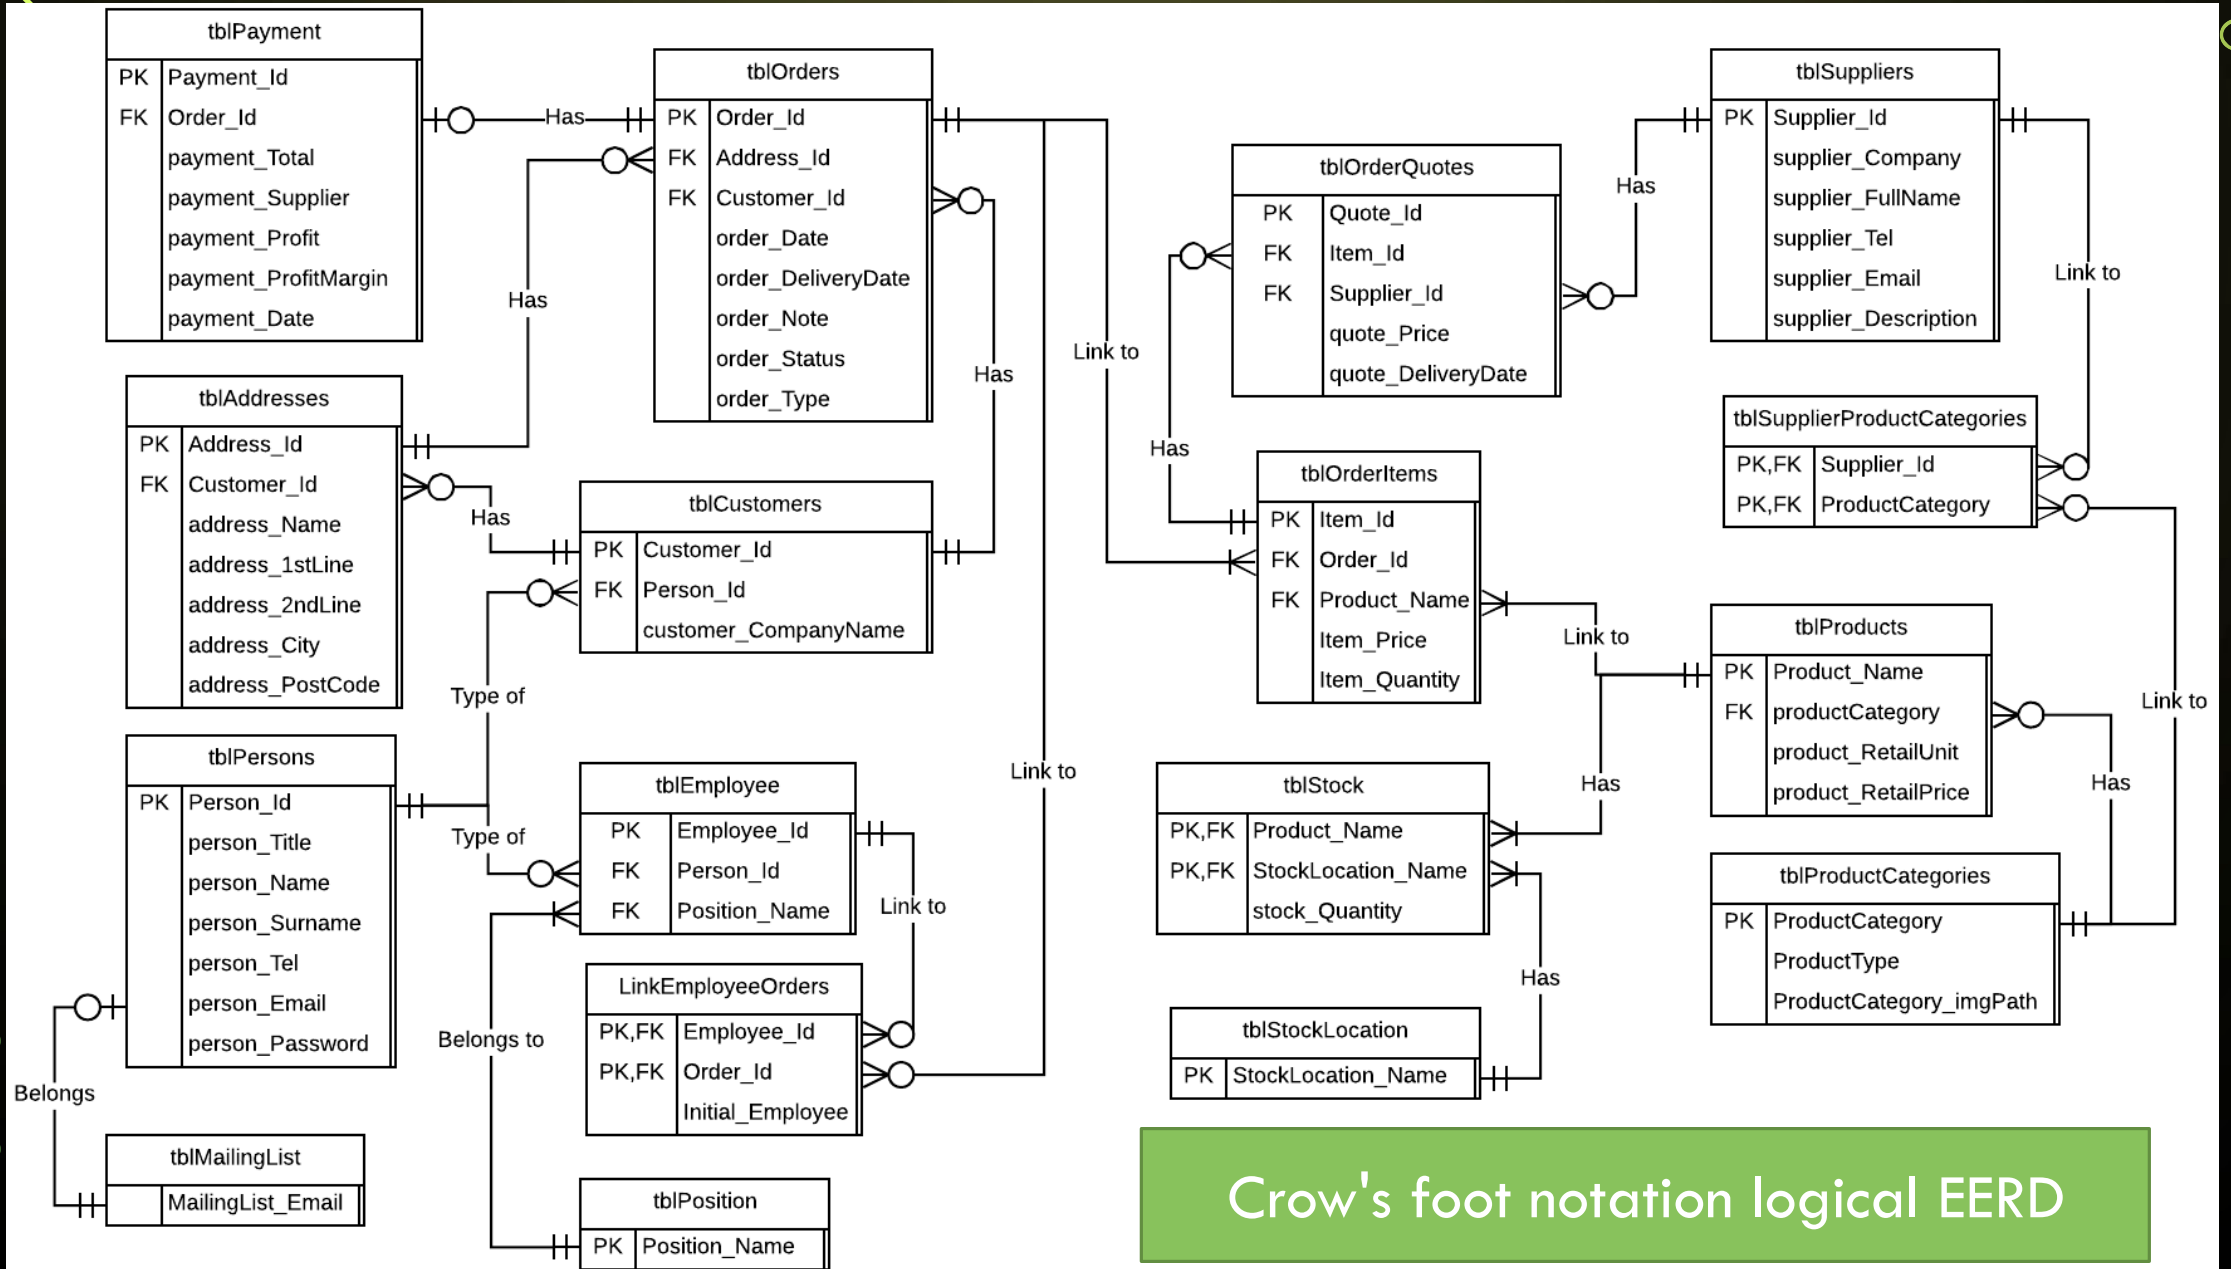 tblPayment
PK Payment_Id
FK Order_Id
payment_Total
payment_Supplier
payment_Profit
payment_ProfitMargin
payment_Date
Has
tblOrders
PK Order_Id
FK Address_Id
FK Customer_Id
order_Date
order_DeliveryDate
order_Note
order_Status
order_Type
Has
Has
Link to
Link to
tblAddresses
PK Address_Id
FK Customer_Id
address_Name
address_1stLine
address_2ndLine
address_City
address_PostCode
Has
tblCustomers
PK Customer_Id
FK Person_Id
customer_CompanyName
Type of
Type of
tblPersons
PK Person_Id
person_Title
person_Name
person_Surname
person_Tel
person_Email
person_Password
Belongs
tblMailingList
MailingList_Email
tblEmployee
PK Employee_Id
FK Person_Id
FK Position_Name
Link to
Belongs to
LinkEmployeeOrders
PK,FK Employee_Id
PK,FK Order_Id
Initial_Employee
tblPosition
PK Position_Name
tblOrderQuotes
PK Quote_Id
FK Item_Id
FK Supplier_Id
quote_Price
quote_DeliveryDate
Has
Has
tblSuppliers
PK Supplier_Id
supplier_Company
supplier_FullName
supplier_Tel
supplier_Email
supplier_Description
Link to
tblSupplierProductCategories
PK,FK Supplier_Id
PK,FK ProductCategory
Link to
tblOrderItems
PK Item_Id
FK Order_Id
FK Product_Name
Item_Price
Item_Quantity
Link to
tblProducts
PK Product_Name
FK productCategory
product_RetailUnit
product_RetailPrice
Has
Has
tblStock
PK,FK Product_Name
PK,FK StockLocation_Name
stock_Quantity
Has
tblProductCategories
PK ProductCategory
ProductType
ProductCategory_imgPath
tblStockLocation
PK StockLocation_Name
Crow's foot notation logical EERD